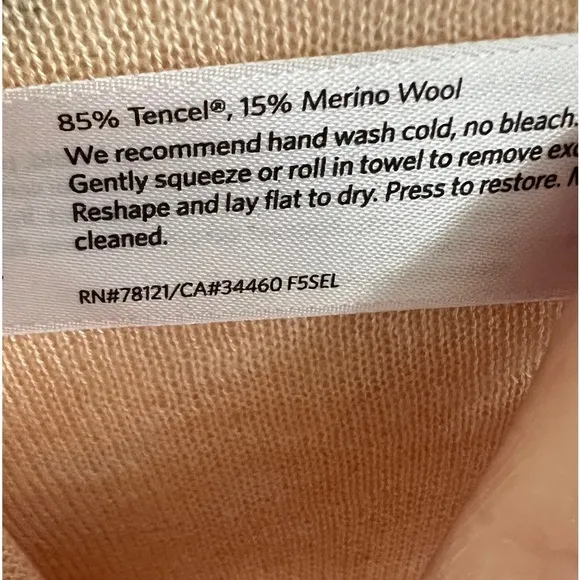 85% Tencel®, 15% Merino Wool
We recommend hand wash cold, no bleach.
Gently squeeze or roll in towel to remove
Reshape and lay flat to dry. Press to restore.
cleaned.
RN#78121/CA#34460 F5SEL